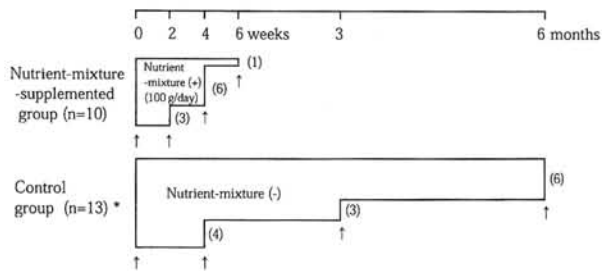 0 2 4 6 weeks 3 6 months
Nutrient-mixture
-supplemented
group (n=10)
Nutrient
-mixture (+)
(100 g/day)
(3)
(6)
(1)
Control
group (n=13) *
Nutrient-mixture (-)
(4)
(3)
(6)